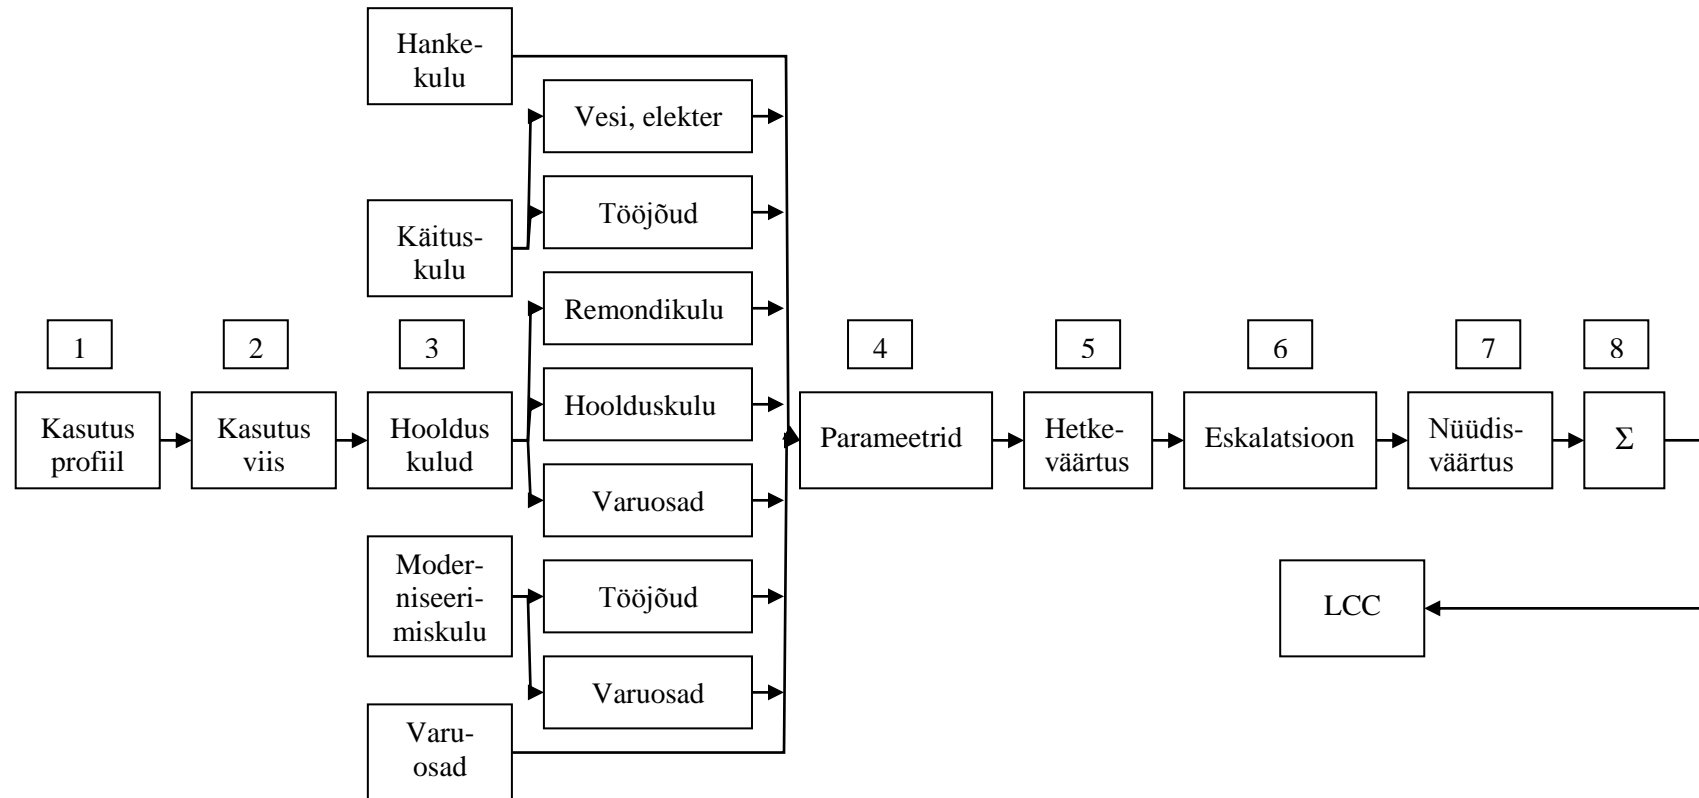 Hanke-
kulu
Vesi, elekter
Tööjõud
Käitus-
kulu
Remondikulu
1
2
3
4
5
6
7
8
Kasutus
profiil
Kasutus
viis
Hooldus
kulud
Hoolduskulu
Parameetrid
Hetke-
väärtus
Eskalatsioon
Nüüdis-
väärtus
Σ
Varuosad
Moder-
niseeri-
miskulu
Tööjõud
LCC
Varuosad
Varu-
osad